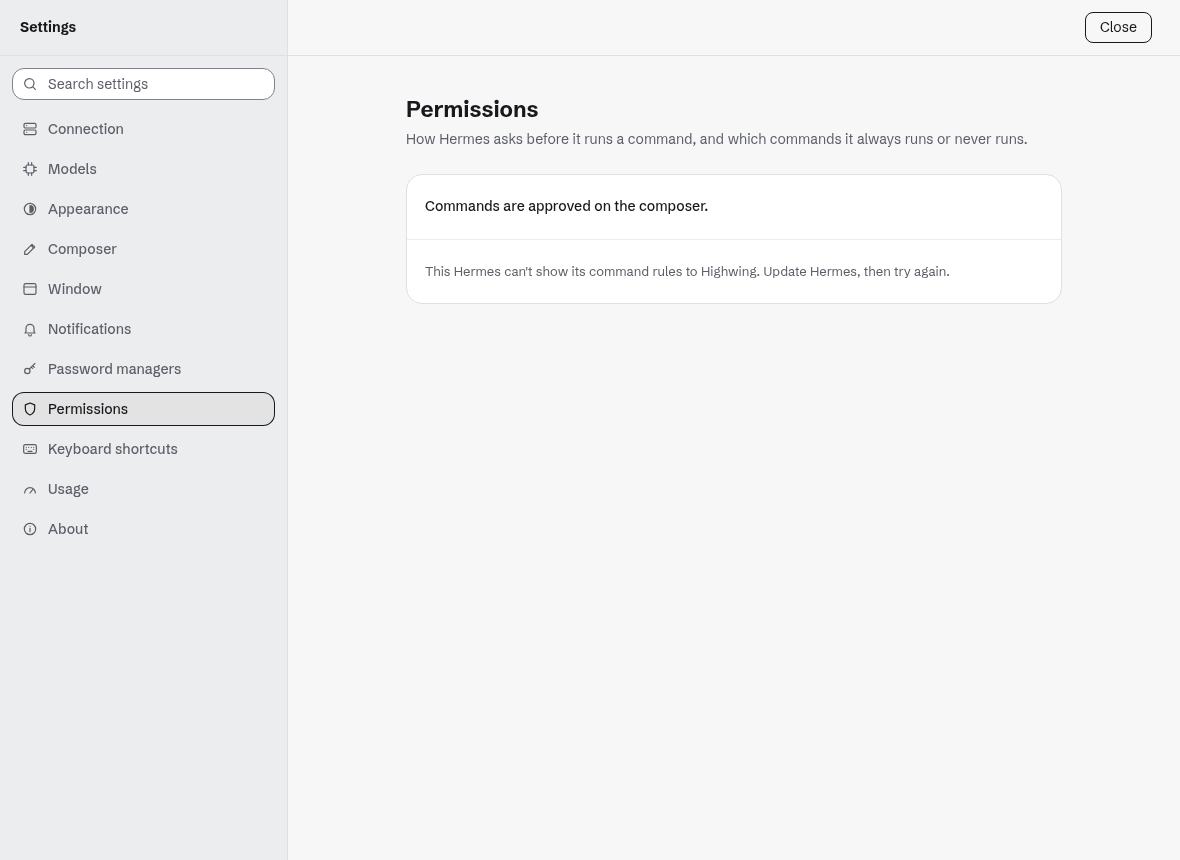 Settings
Close
Search settings
Connection
Models
Appearance
Composer
Window
Notifications
Password managers
Permissions
Keyboard shortcuts
Usage
About
Permissions
How Hermes asks before it runs a command, and which commands it always runs or never runs.
Commands are approved on the composer.
This Hermes can't show its command rules to Highwing. Update Hermes, then try again.